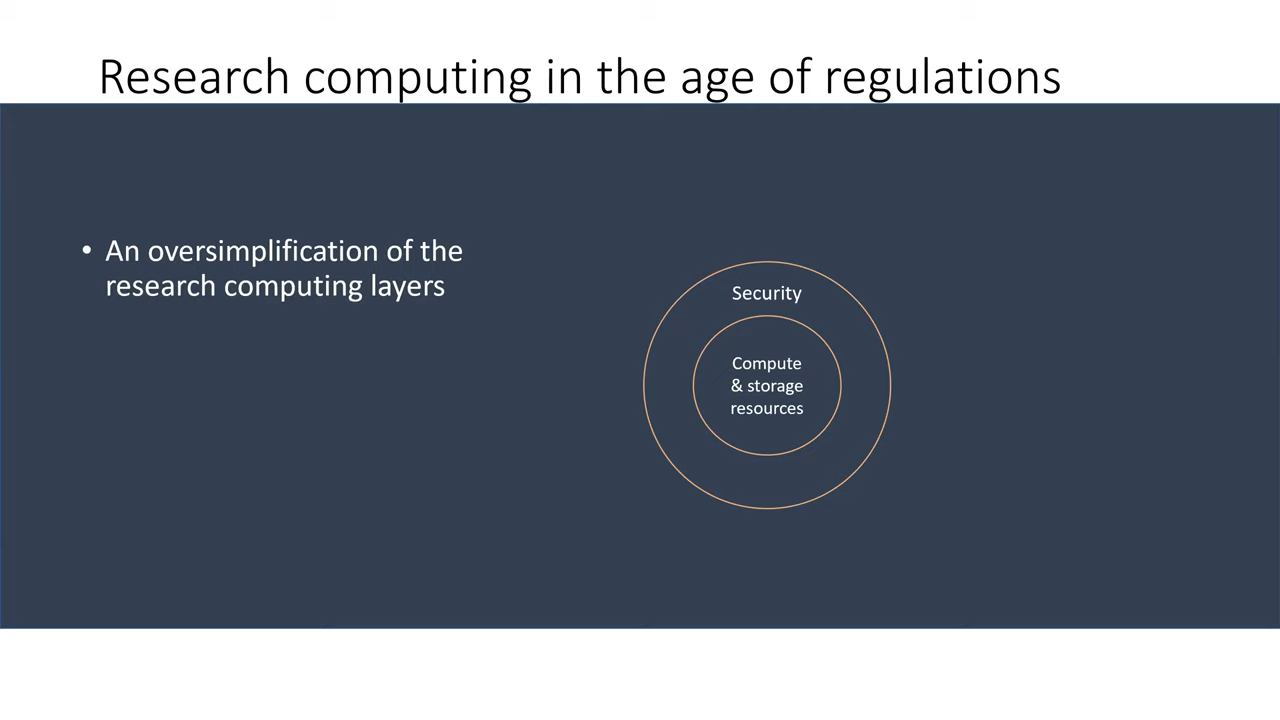 Research computing in the age of regulations
• An oversimplification of the
research computing layers
Security
Compute
& storage
resources